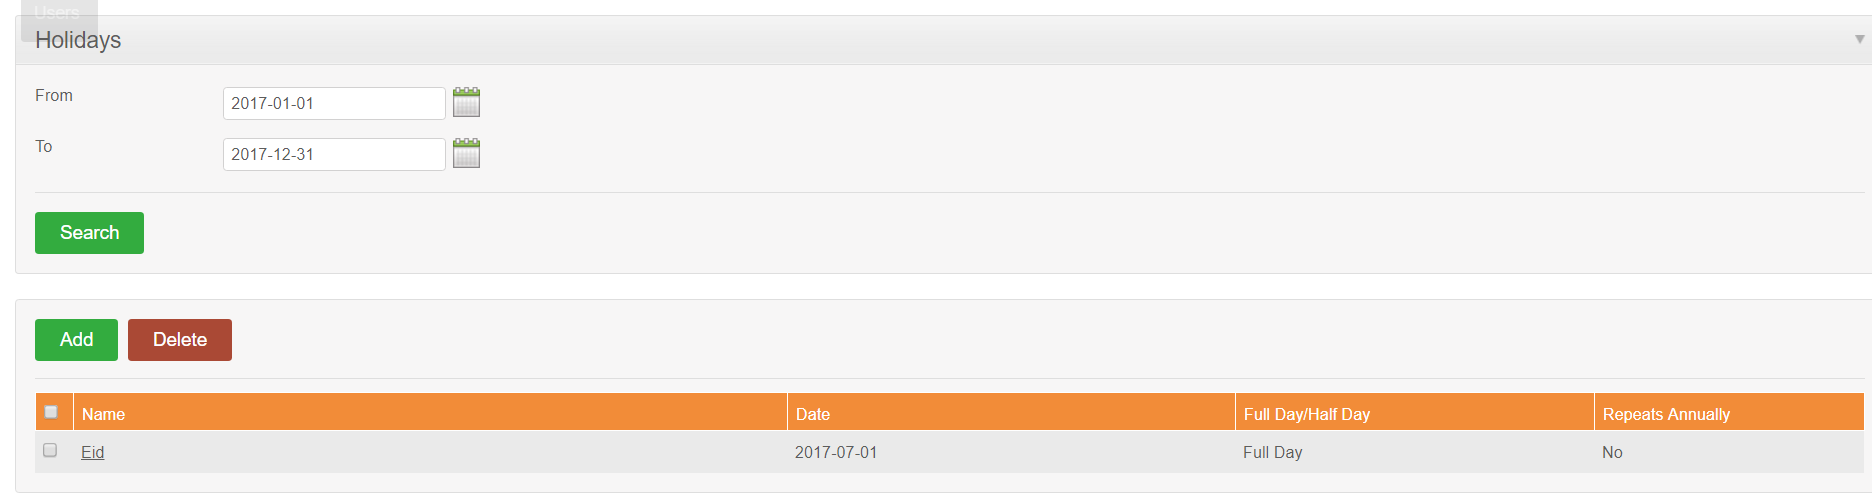 Users
Holidays
From
2017-01-01
To
2017-12-31
Search
Add Delete
Name Date Full Day/Half Day Repeats Annually
Eid 2017-07-01 Full Day No